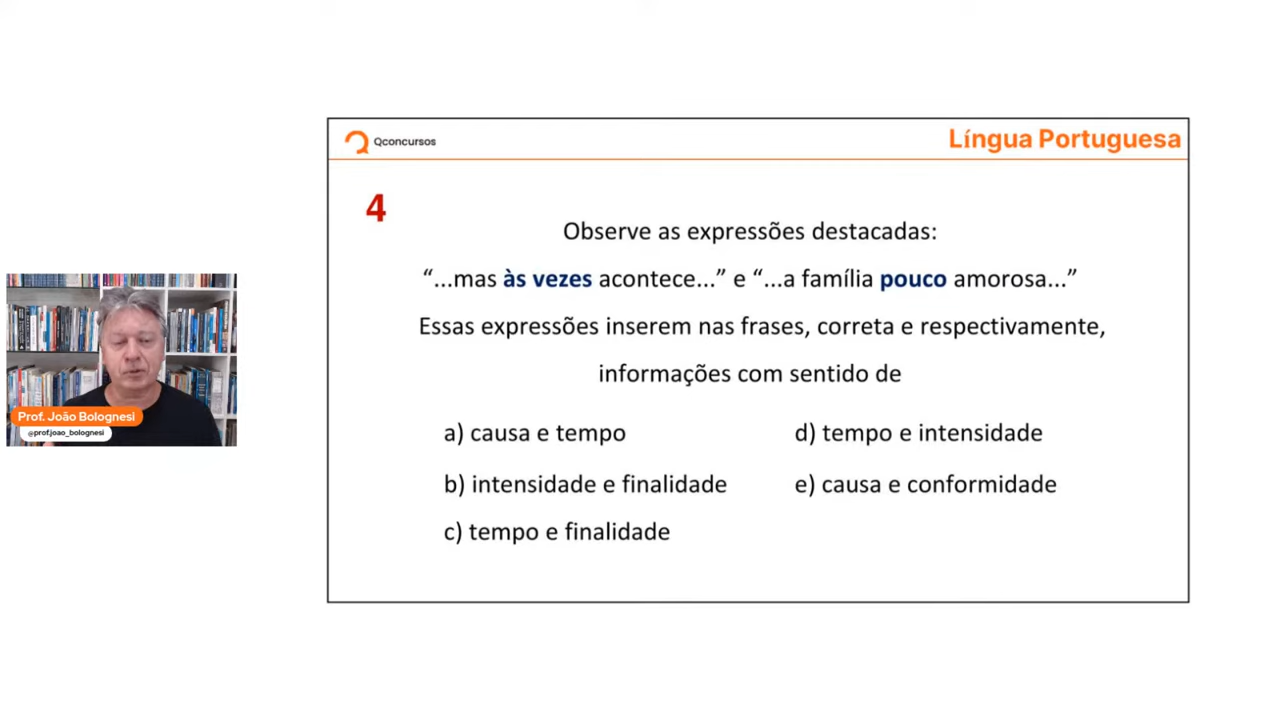 Qconcursos
Língua Portuguesa
4
Observe as expressões destacadas:
“...mas às vezes acontece...” e “...a família pouco amorosa...”
Essas expressões inserem nas frases, correta e respectivamente,
informações com sentido de
a) causa e tempo
b) intensidade e finalidade
c) tempo e finalidade
d) tempo e intensidade
e) causa e conformidade
Prof. João Bolognesi
@prof.joao_bolognesi